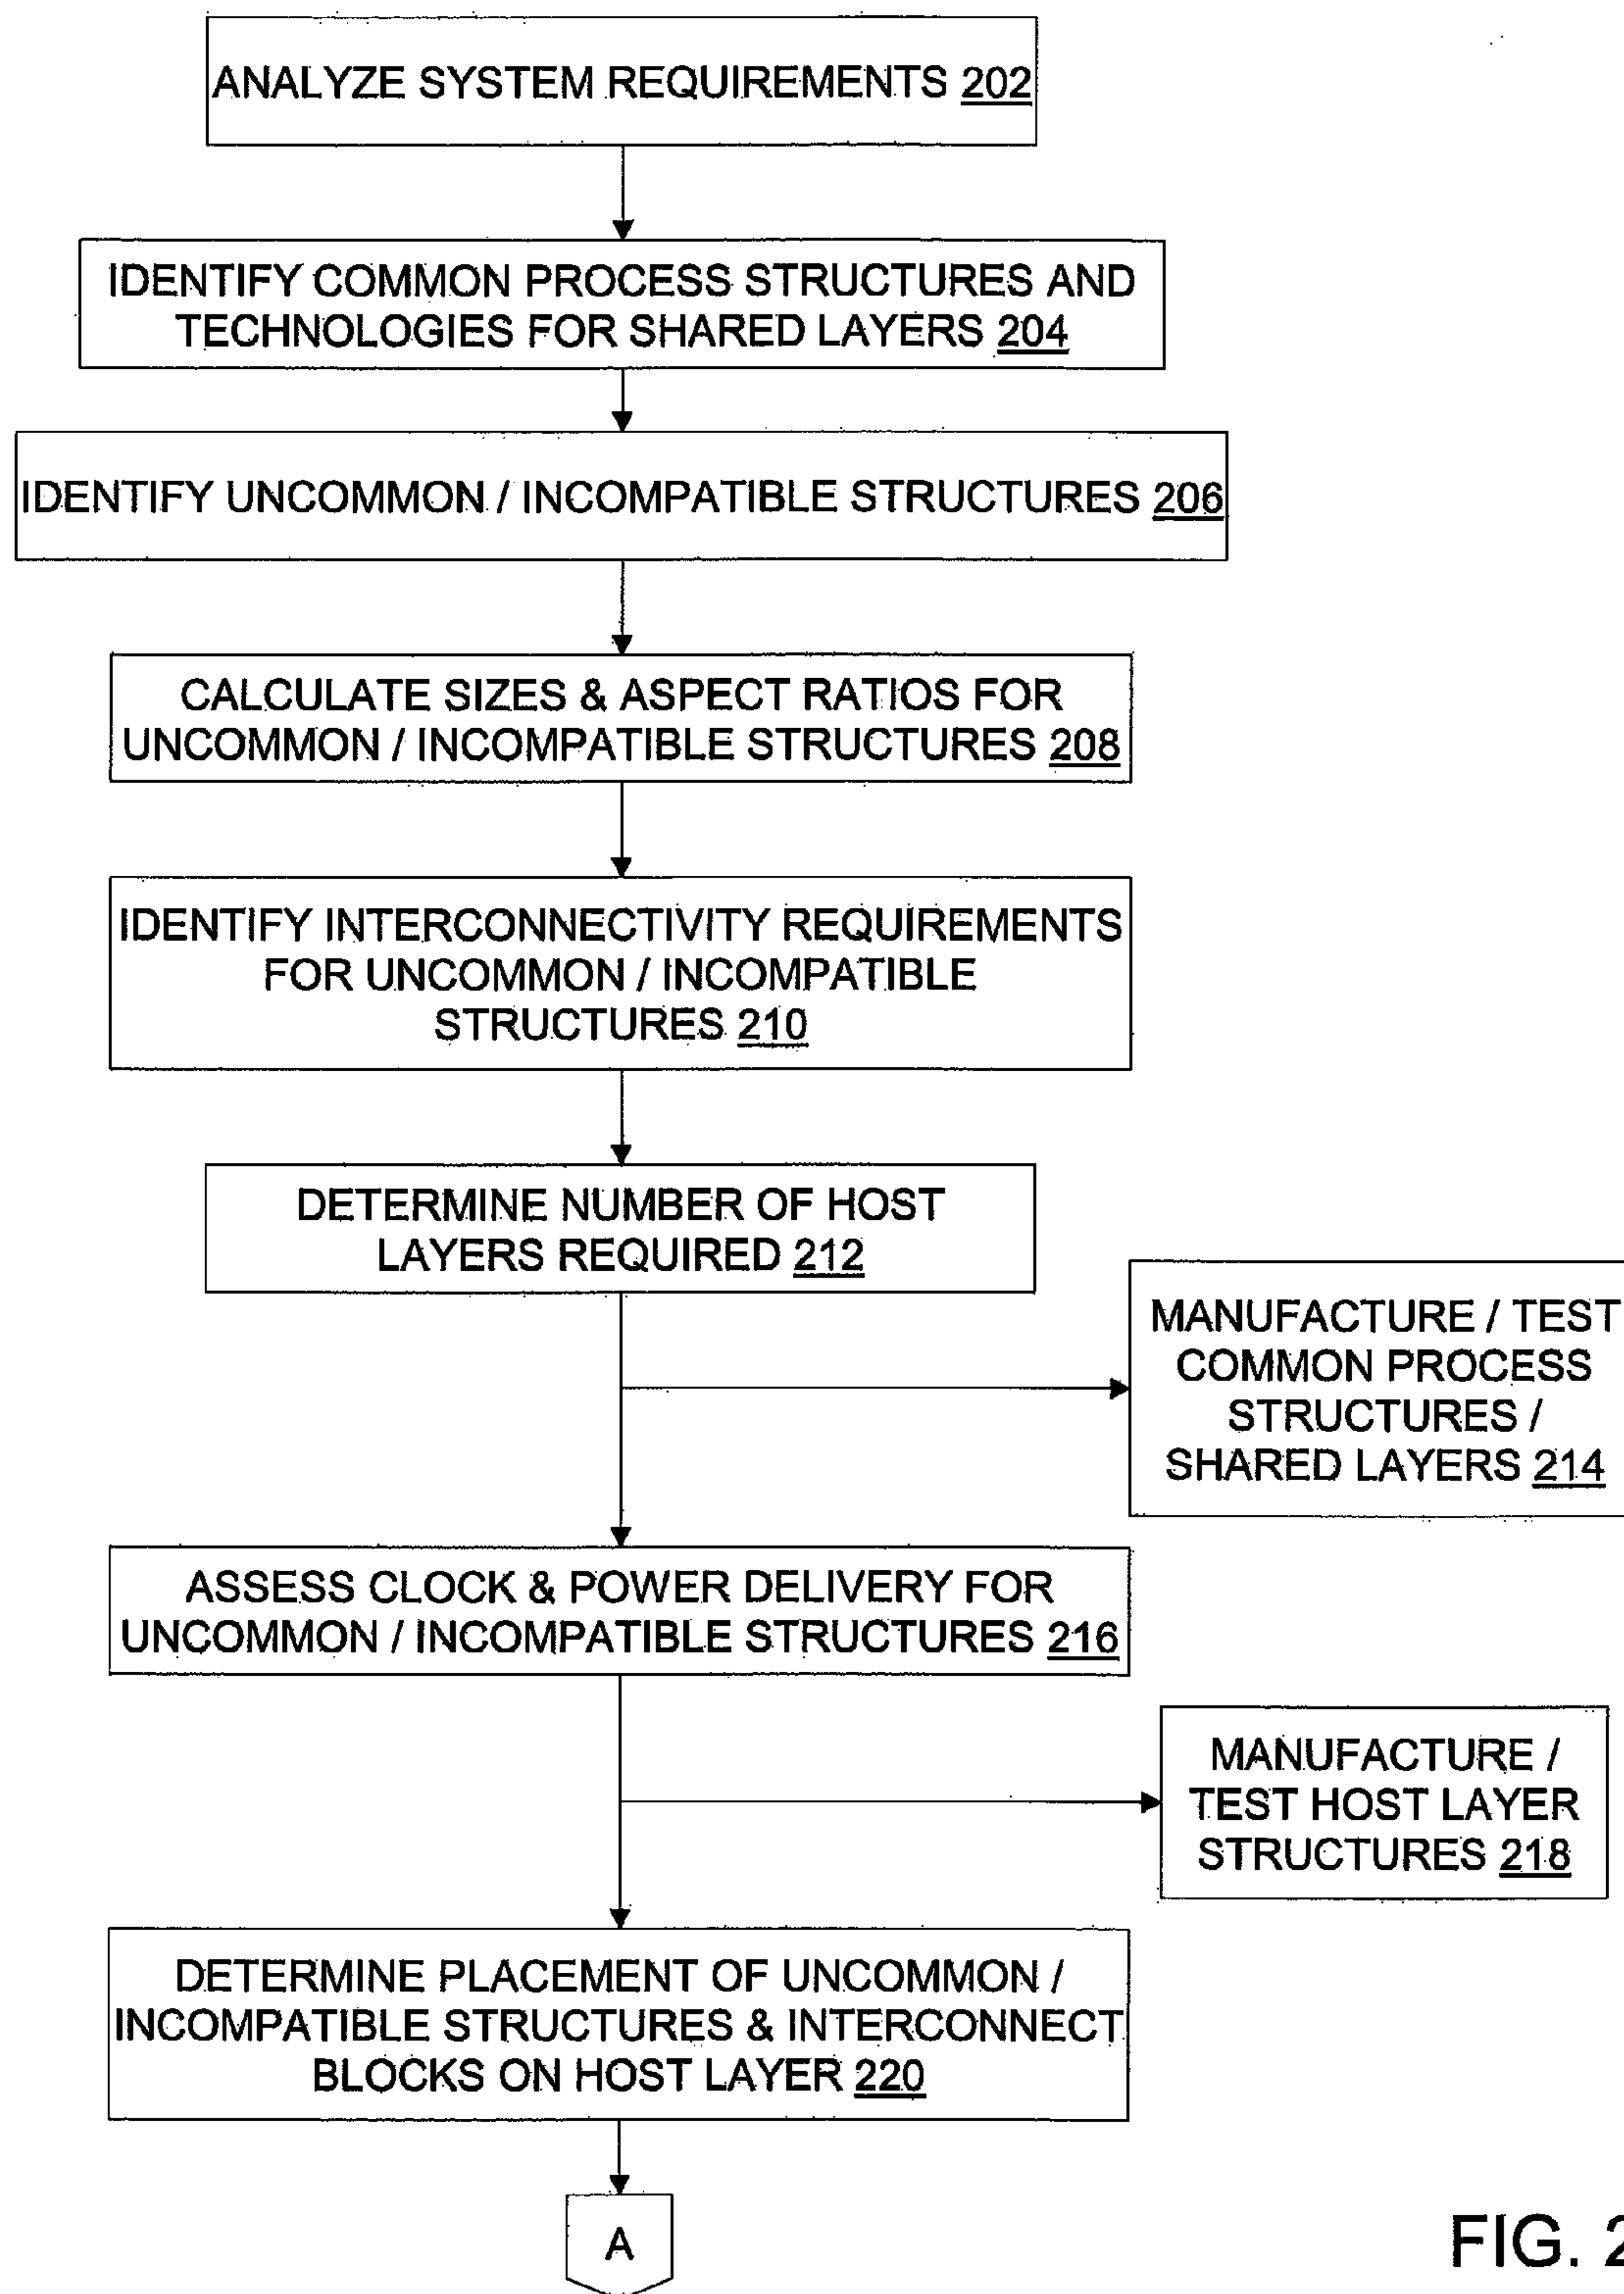 ANALYZE SYSTEM REQUIREMENTS 202
IDENTIFY COMMON PROCESS STRUCTURES AND
TECHNOLOGIES FOR SHARED LAYERS 204
IDENTIFY UNCOMMON / INCOMPATIBLE STRUCTURES 206
CALCULATE SIZES & ASPECT RATIOS FOR
UNCOMMON / INCOMPATIBLE STRUCTURES 208
IDENTIFY INTERCONNECTIVITY REQUIREMENTS
FOR UNCOMMON / INCOMPATIBLE
STRUCTURES 210
DETERMINE NUMBER OF HOST
LAYERS REQUIRED 212
MANUFACTURE / TEST
COMMON PROCESS
STRUCTURES /
SHARED LAYERS 214
ASSESS CLOCK & POWER DELIVERY FOR
UNCOMMON / INCOMPATIBLE STRUCTURES 216
MANUFACTURE /
TEST HOST LAYER
STRUCTURES 218
DETERMINE PLACEMENT OF UNCOMMON /
INCOMPATIBLE STRUCTURES & INTERCONNECT
BLOCKS ON HOST LAYER 220
A
FIG. 2